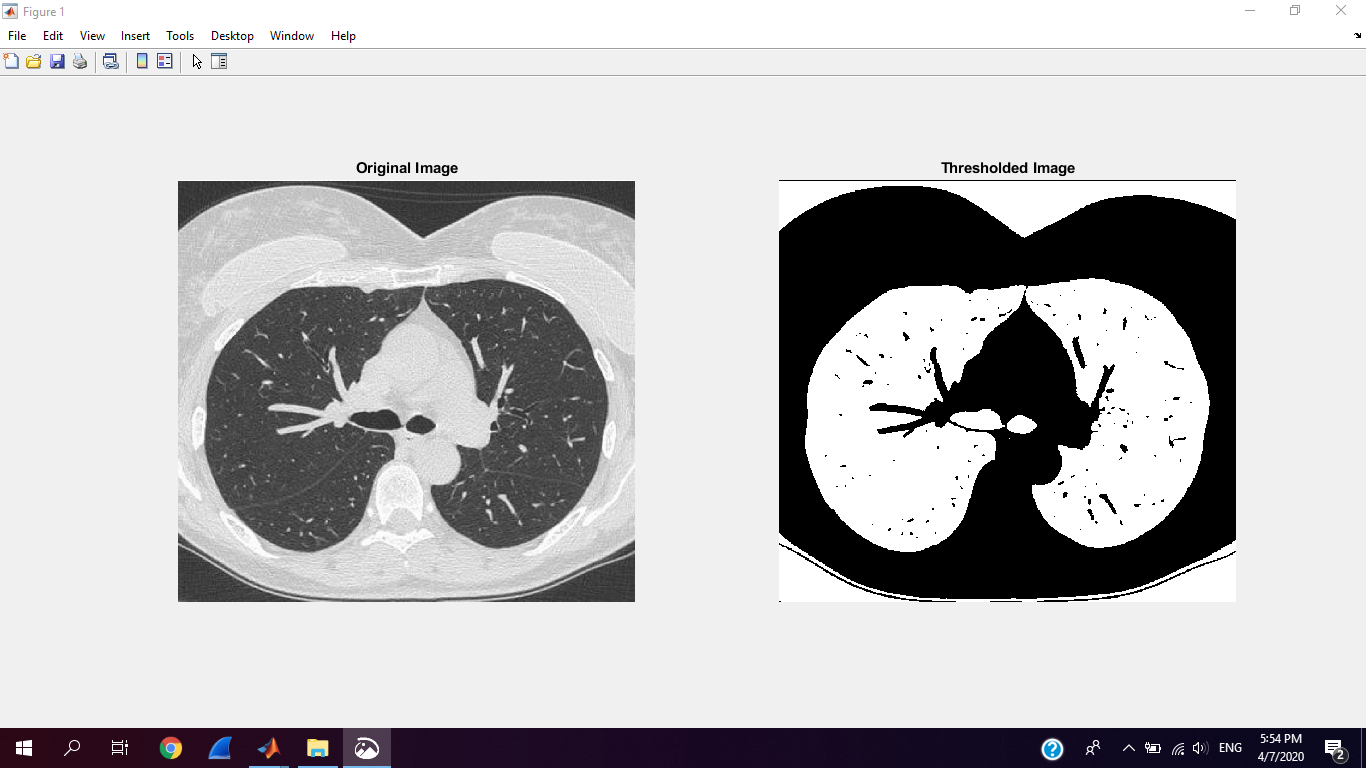 Figure 1
File Edit View Insert Tools Desktop Window Help
Original Image
Thresholded Image
ENG
5:54 PM
4/7/2020
2